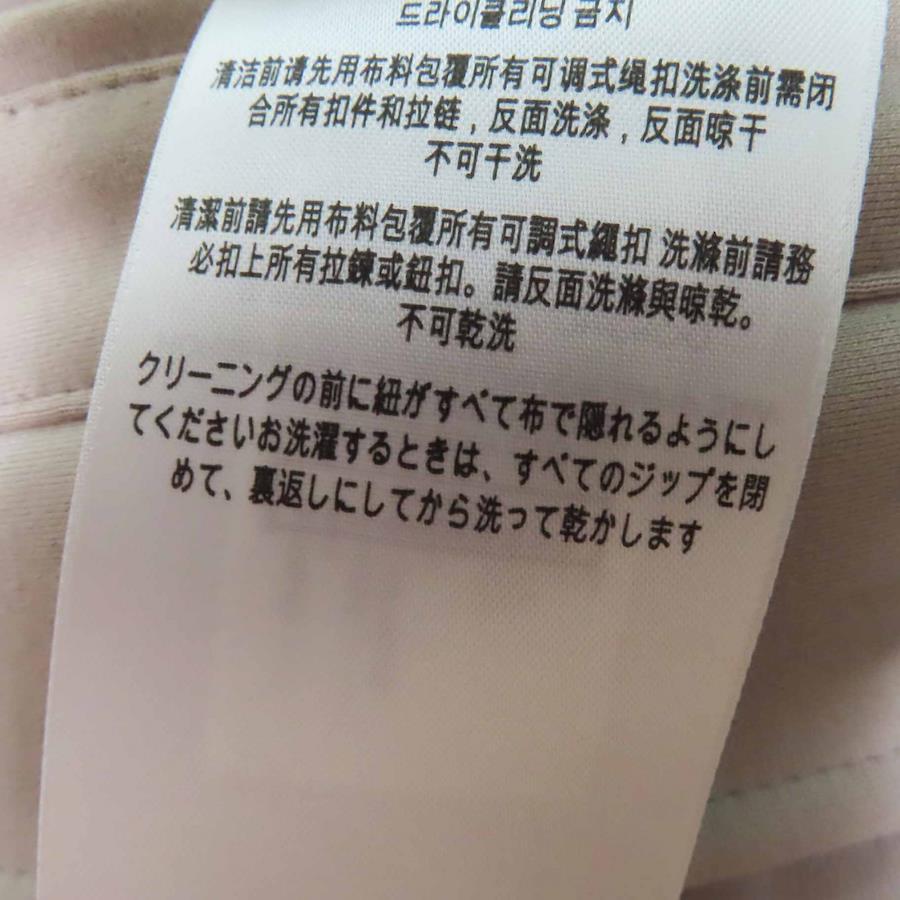 드라이클리닝 금지
清洁前请先用布料包覆所有可调式绳扣洗涤前需闭
合所有扣件和拉链，反面洗涤，反面晾干
不可干洗
清潔前請先用布料包覆所有可調式繩扣 洗滌前請務
必扣上所有拉鍊或鈕扣。請反面洗滌與晾乾。
不可乾洗
クリーニングの前に紐がすべて布で隠れるようにし
てくださいお洗濯するときは、すべてのジップを閉
めて、裏返しにしてから洗って乾かします